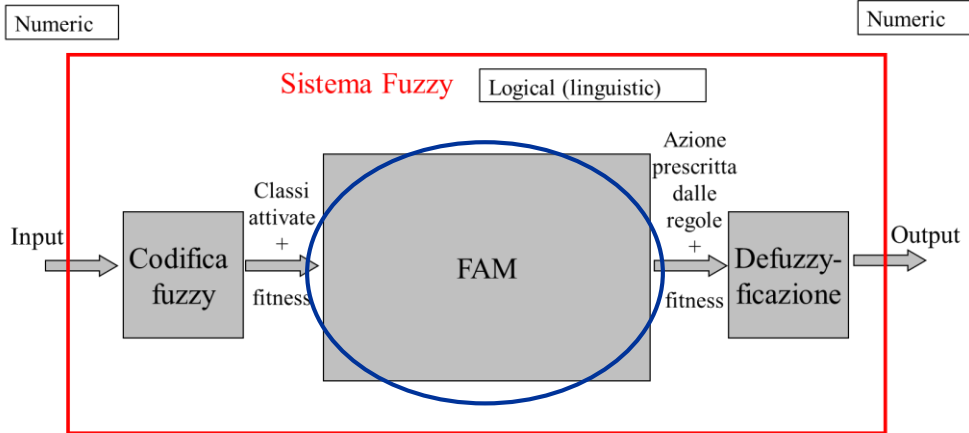 Numeric
Numeric
Sistema Fuzzy
Logical (linguistic)
Input
Codifica
fuzzy
Classi
attivate
+
fitness
FAM
Azione
prescritta
dalle
regole
+
fitness
Defuzzy-
ficazione
Output